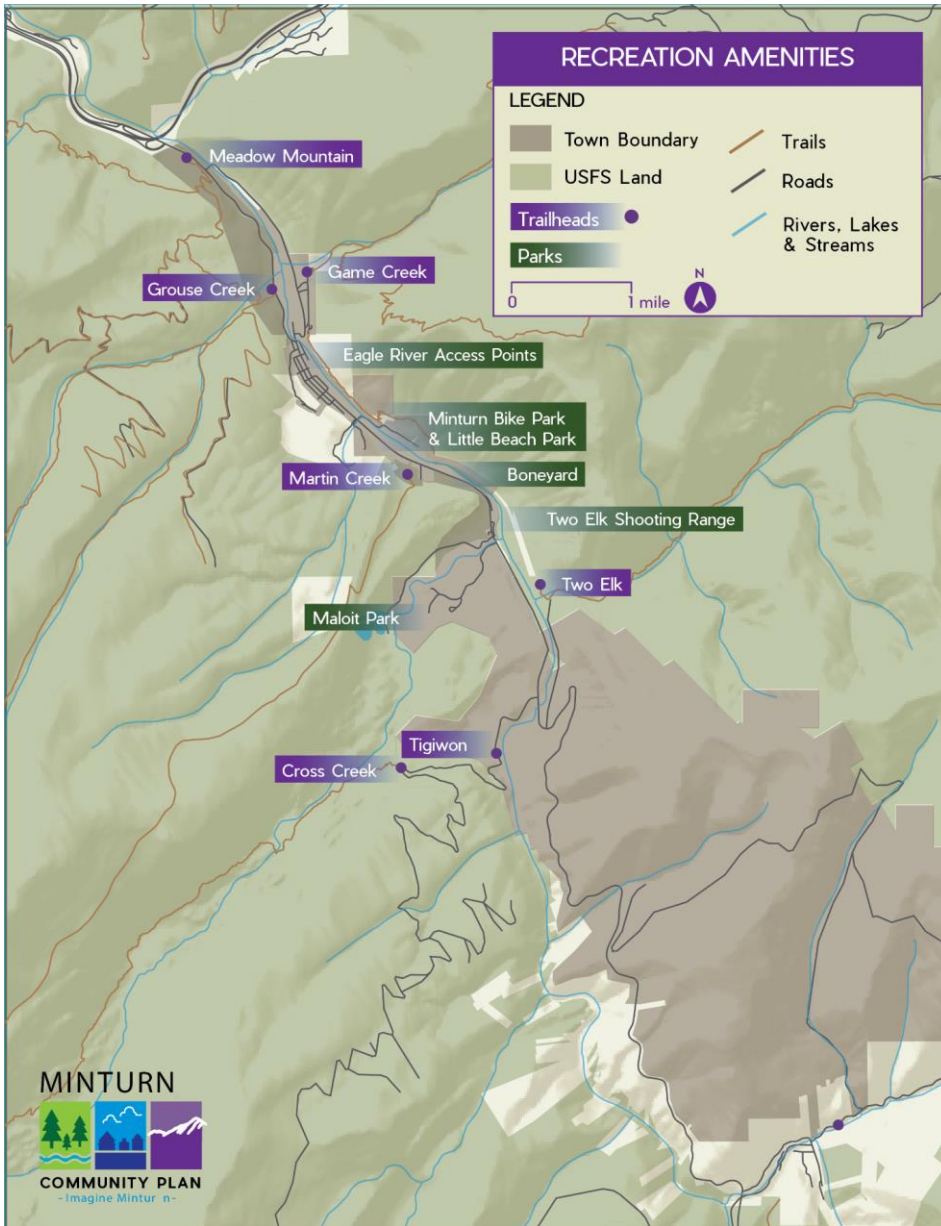 RECREATION AMENITIES
LEGEND
Town Boundary
USFS Land
Trailheads
Parks
Trails
Roads
Rivers, Lakes
& Streams
0
1 mile
N
Meadow Mountain
Game Creek
Grouse Creek
Eagle River Access Points
Minturn Bike Park
& Little Beach Park
Martin Creek
Boneyard
Two Elk Shooting Range
Two Elk
Maloit Park
Tigiwon
Cross Creek
MINTURN
COMMUNITY PLAN
-Imagine Mintur n-